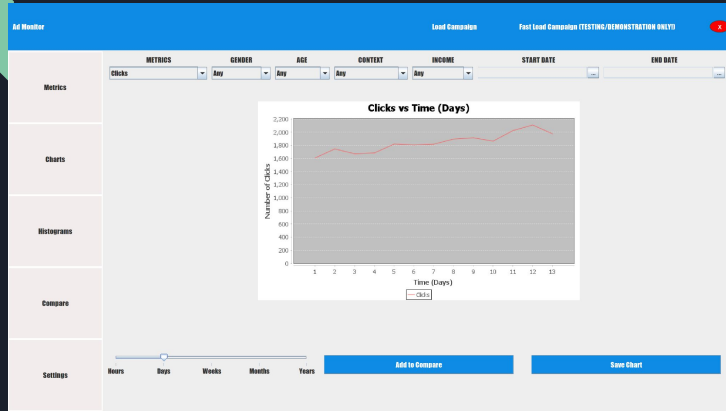 Ad Monitor
Load Campaign
Fast Load Campaign (TESTING/DEMONSTRATION ONLY!)
X
Metrics
Charts
Histograms
Compare
Settings
METRICS GENDER AGE CONTEXT INCOME START DATE END DATE
Clicks Any Any Any Any ... ...
Clicks vs Time (Days)
Number of Clicks
2,200
2,000
1,800
1,600
1,400
1,200
1,000
800
600
400
200
0
1 2 3 4 5 6 7 8 9 10 11 12 13
Time (Days)
Clicks
Hours Days Weeks Months Years
Add to Compare
Save Chart